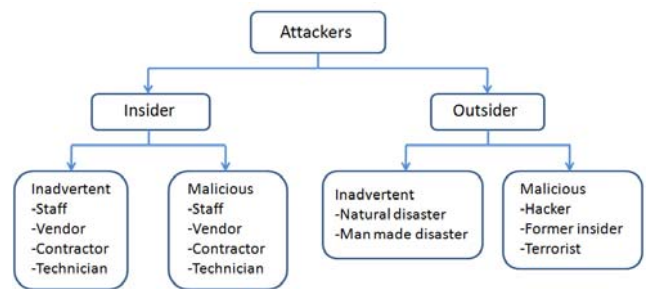 Attackers
Insider
Outsider
Inadvertent
-Staff
-Vendor
-Contractor
-Technician
Malicious
-Staff
-Vendor
-Contractor
-Technician
Inadvertent
-Natural disaster
-Man made disaster
Malicious
-Hacker
-Former insider
-Terrorist